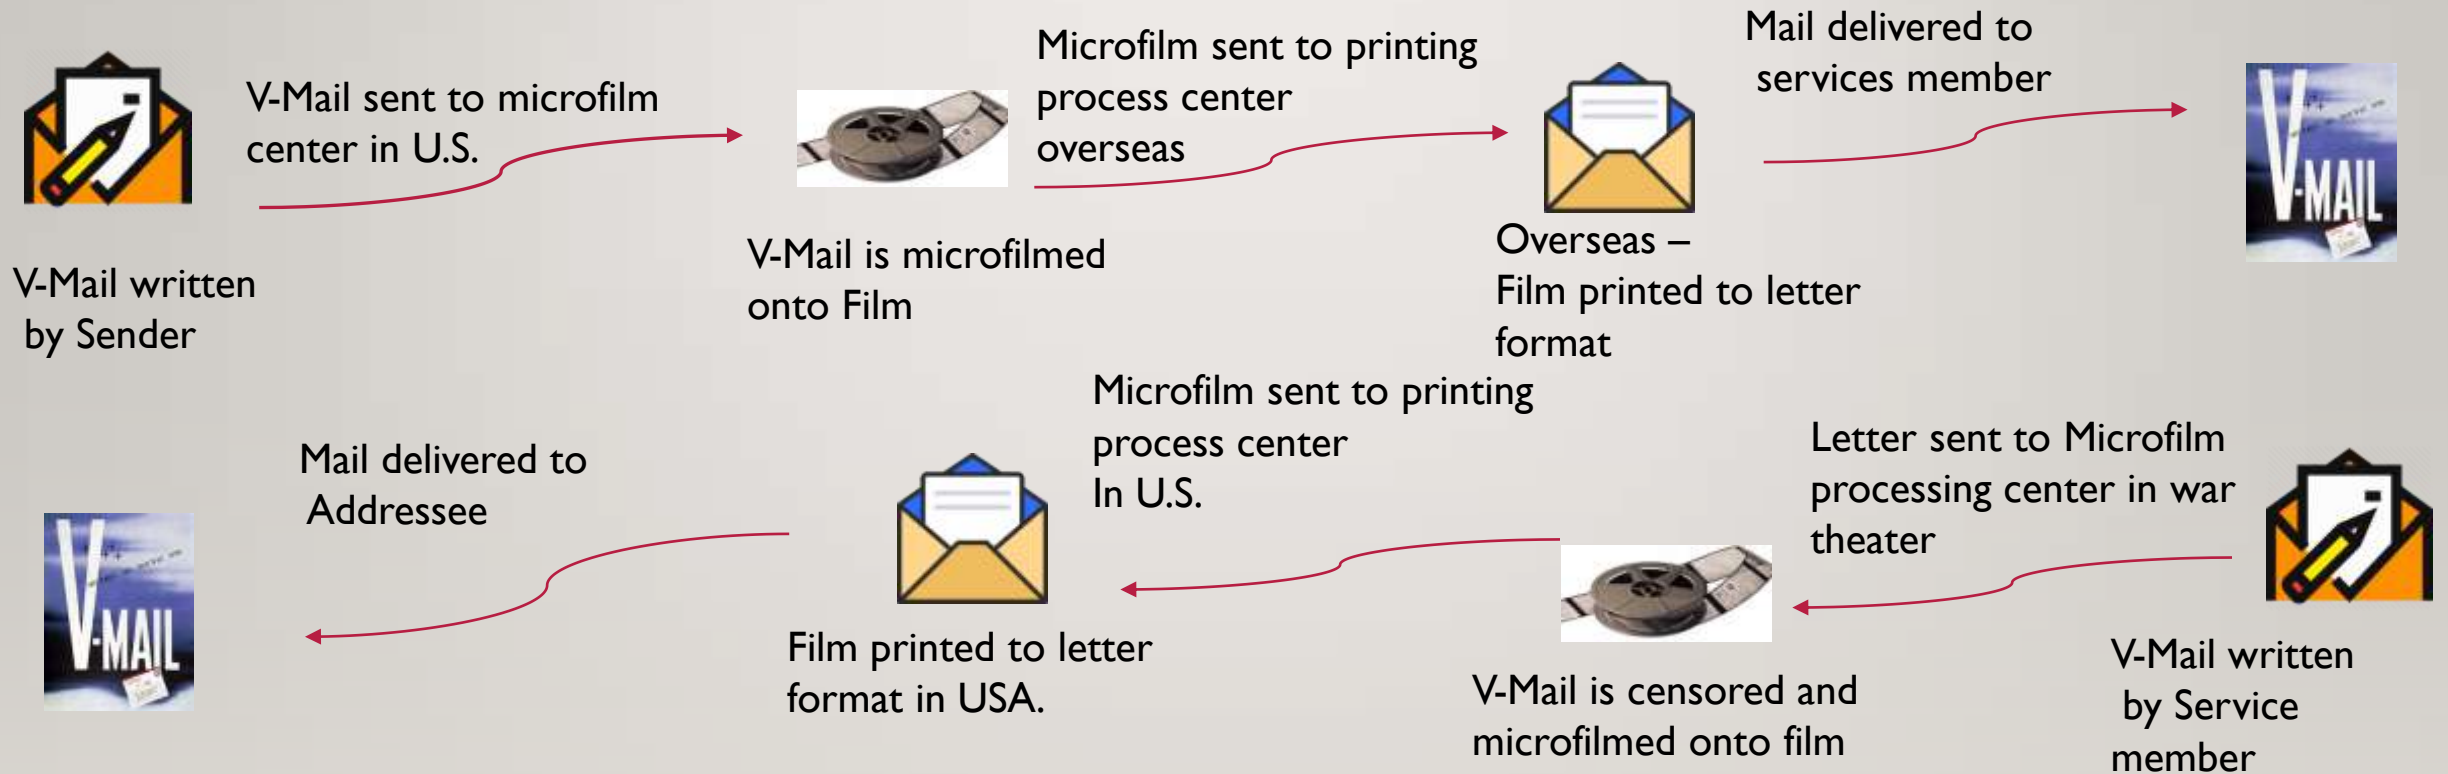 V-Mail written
by Sender
V-Mail sent to microfilm
center in U.S.
V-Mail is microfilmed
onto Film
Microfilm sent to printing
process center
overseas
Overseas –
Film printed to letter
format
Mail delivered to
services member
V-MAIL
V-Mail written
by Service
member
Letter sent to Microfilm
processing center in war
theater
V-Mail is censored and
microfilmed onto film
Microfilm sent to printing
process center
In U.S.
Film printed to letter
format in USA.
Mail delivered to
Addressee
V-MAIL